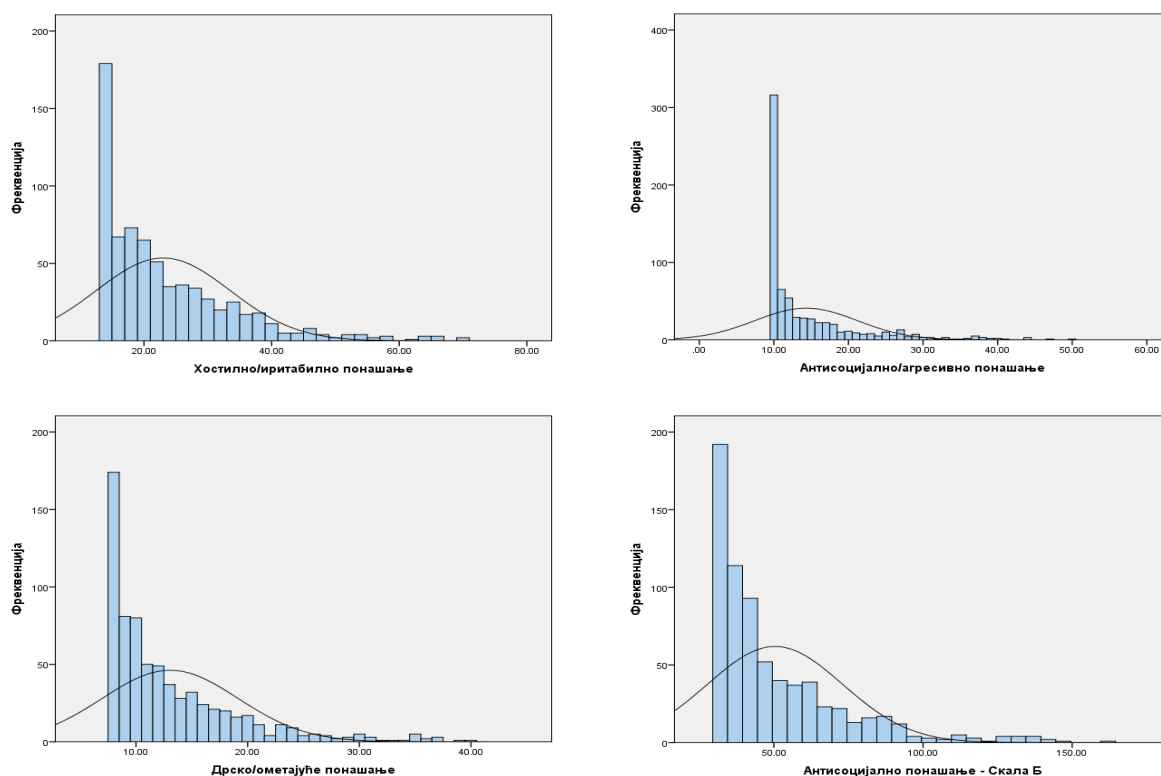 200
150
100
50
0
Фреквенција
20.00 40.00 60.00 80.00
Хостилно/иритабилно понашање
400
300
200
100
0
Фреквенција
.00 10.00 20.00 30.00 40.00 50.00 60.00
Антисоцијално/агресивно понашање
200
150
100
50
0
Фреквенција
10.00 20.00 30.00 40.00
Дрско/ометајуће понашање
200
150
100
50
0
Фреквенција
50.00 100.00 150.00
Антисоцијално понашање - Скала Б